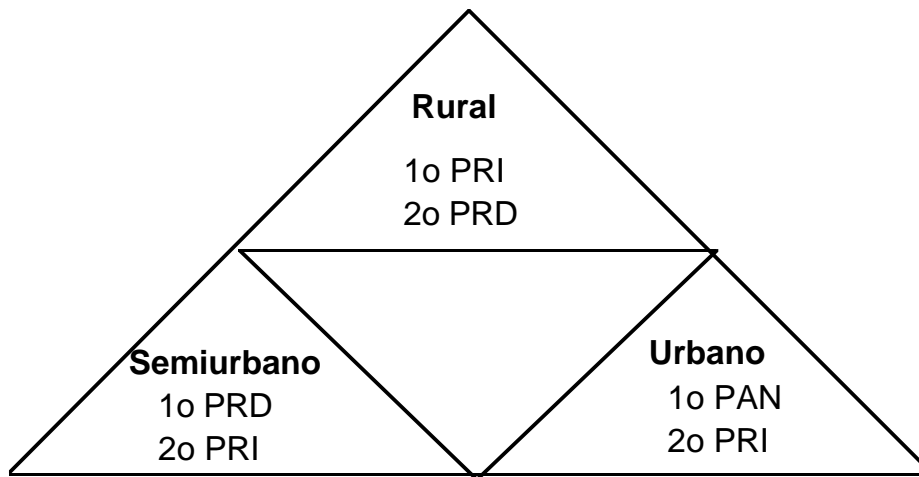 Rural
1o PRI
2o PRD
Semiurbano
1o PRD
2o PRI
Urbano
1o PAN
2o PRI